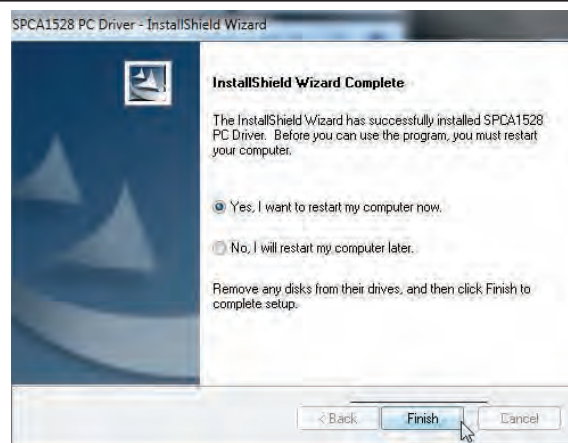 SPCA1528 PC Driver - InstallShield Wizard
InstallShield Wizard Complete
The InstallShield Wizard has successfully installed SPCA1528
PC Driver. Before you can use the program, you must restart
your computer.
Yes, I want to restart my computer now.
No, I will restart my computer later.
Remove any disks from their drives, and then click Finish to
complete setup.
< Back Finish Cancel